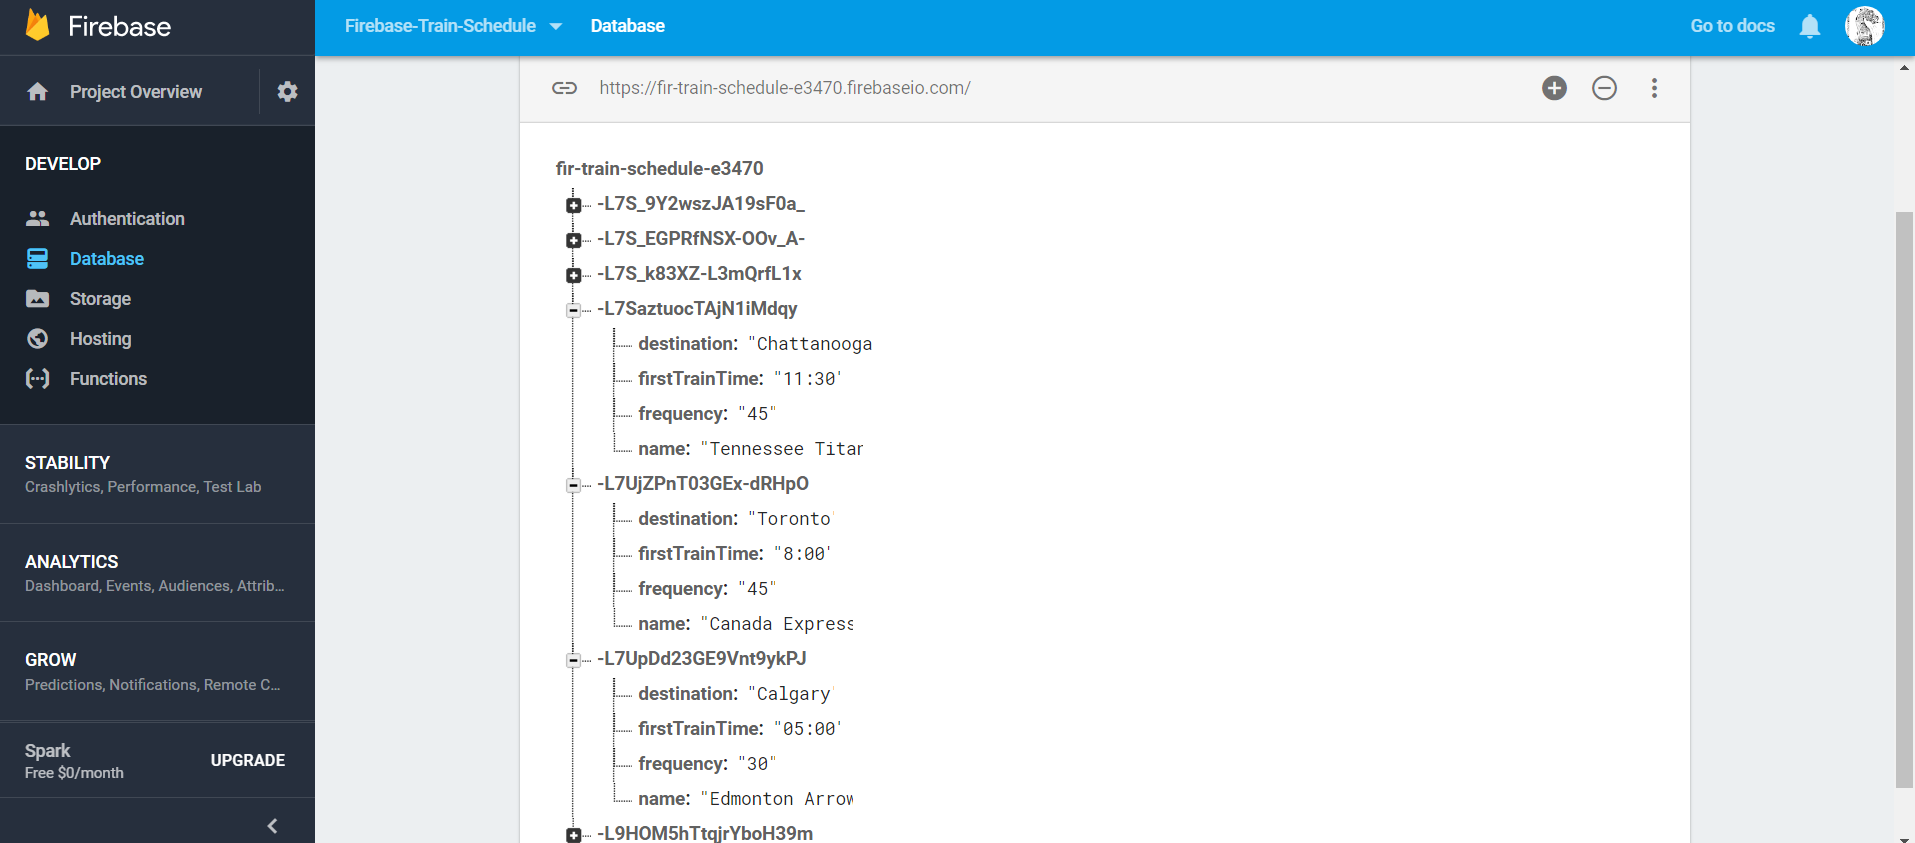 Firebase
Project Overview
DEVELOP
Authentication
Database
Storage
Hosting
Functions
STABILITY
Crashlytics, Performance, Test Lab
ANALYTICS
Dashboard, Events, Audiences, Attrib...
GROW
Predictions, Notifications, Remote C...
Spark
Free $0/month
UPGRADE
Firebase-Train-Schedule
Database
Go to docs
https://fir-train-schedule-e3470.firebaseio.com/
fir-train-schedule-e3470
-L7S_9Y2wszJA19sF0a_
-L7S_EGPRfNSX-OOv_A-
-L7S_k83XZ-L3mQrfL1x
-L7SaztuocTAjN1iMdqy
destination: "Chattanooga
firstTrainTime: "11:30"
frequency: "45"
name: "Tennessee Titan
-L7UjZPnT03GEx-dRHpO
destination: "Toronto"
firstTrainTime: "8:00"
frequency: "45"
name: "Canada Express
-L7UpDd23GE9Vnt9ykPJ
destination: "Calgary"
firstTrainTime: "05:00"
frequency: "30"
name: "Edmonton Arrow
-L9HOM5hTtqjrYboH39m